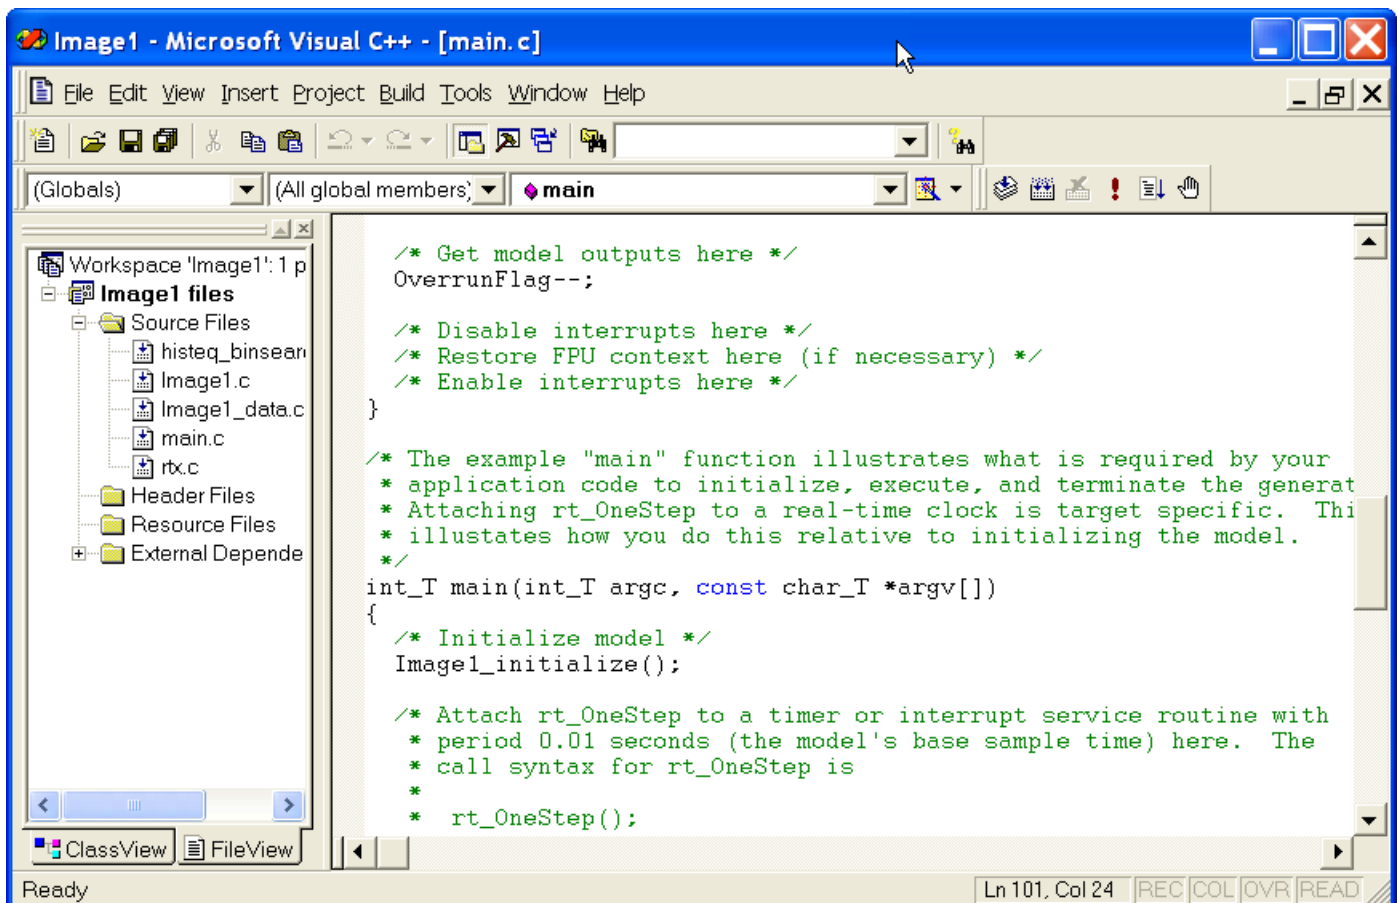 Image1 - Microsoft Visual C++ - [main.c]
File Edit View Insert Project Build Tools Window Help
(Globals) (All global members) main
Workspace 'Image1': 1 p
Image1 files
Source Files
histeq_binsear
Image1.c
Image1_data.c
main.c
rtx.c
Header Files
Resource Files
External Depende
/* Get model outputs here */
OverrunFlag--;
/* Disable interrupts here */
/* Restore FPU context here (if necessary) */
/* Enable interrupts here */
}
/* The example "main" function illustrates what is required by your
* application code to initialize, execute, and terminate the generat
* Attaching rt_OneStep to a real-time clock is target specific. Thi
* illustates how you do this relative to initializing the model.
*/
int_T main(int_T argc, const char_T *argv[])
{
/* Initialize model */
Image1_initialize();
/* Attach rt_OneStep to a timer or interrupt service routine with
* period 0.01 seconds (the model's base sample time) here. The
* call syntax for rt_OneStep is
*
* rt_OneStep();
ClassView FileView
Ready Ln 101, Col 24 REC COL OVR READ